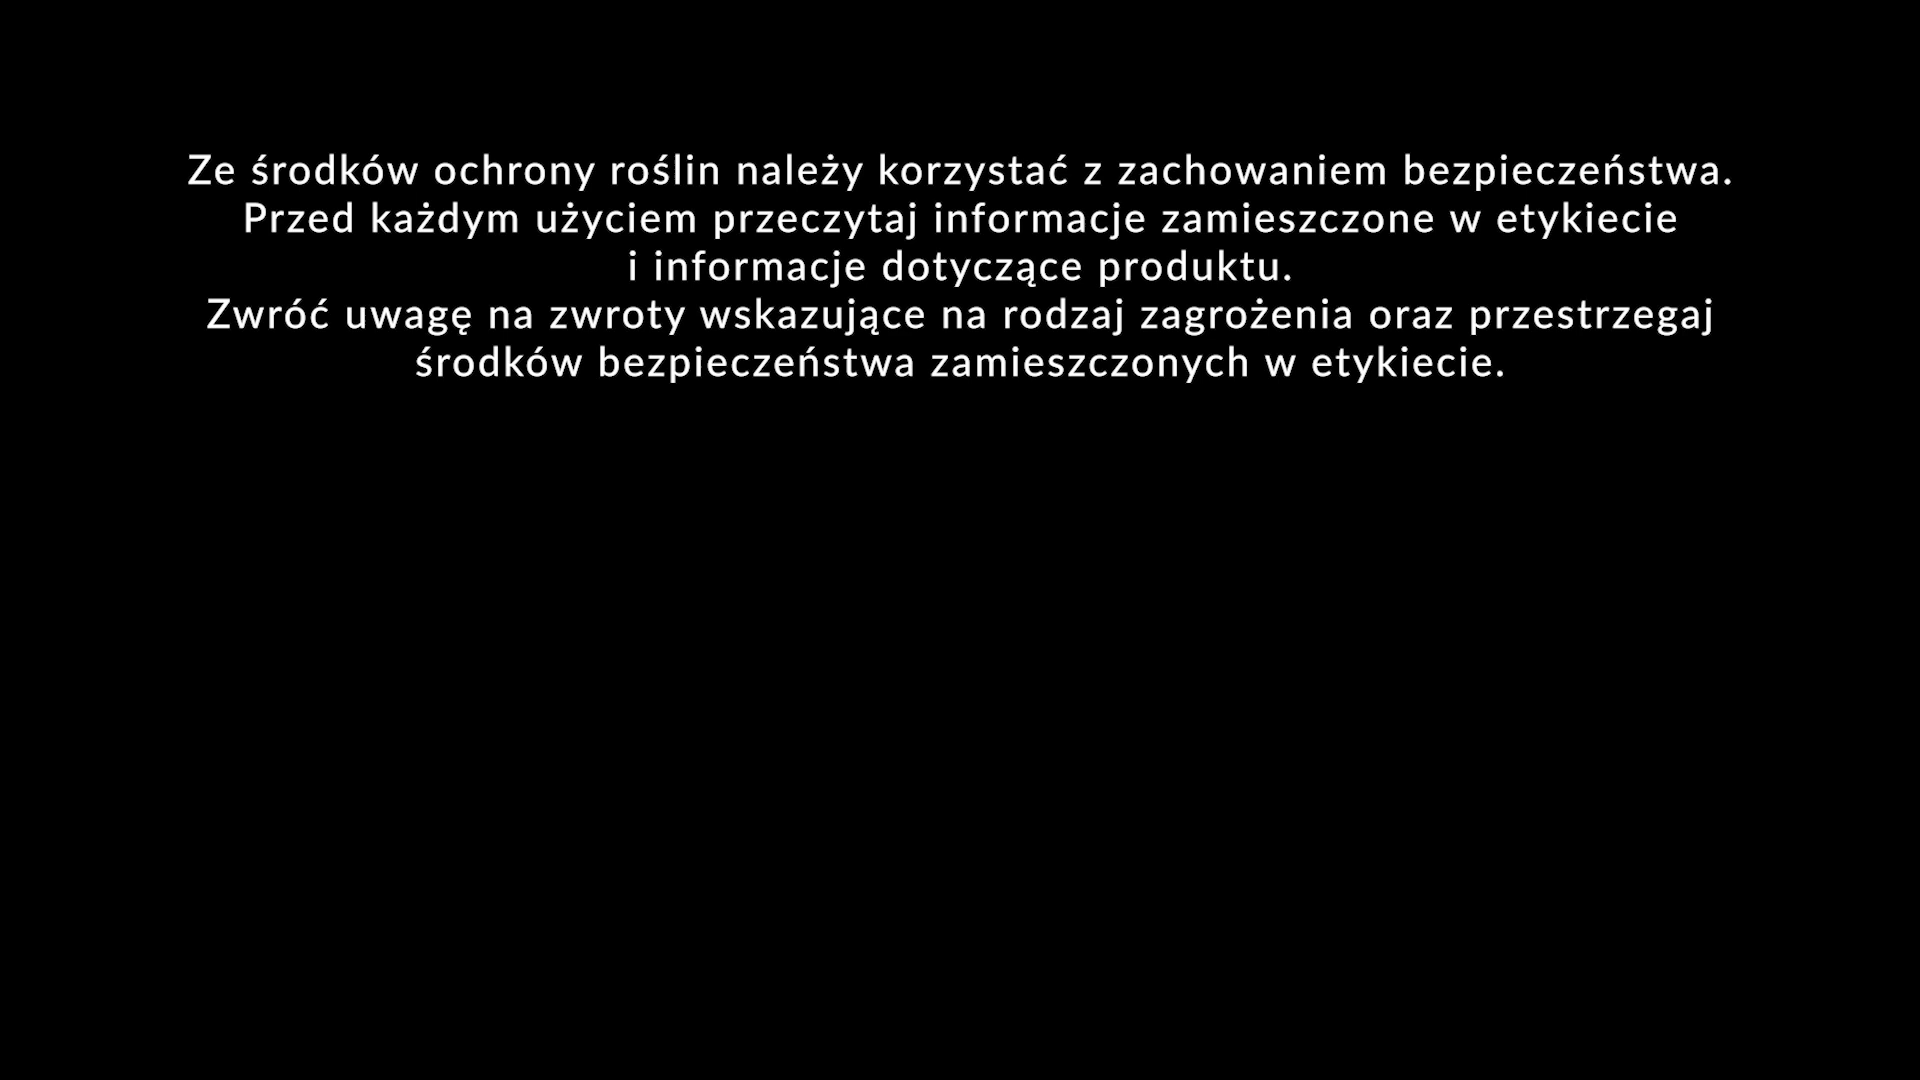 Ze środków ochrony roślin należy korzystać z zachowaniem bezpieczeństwa.
Przed każdym użyciem przeczytaj informacje zamieszczone w etykiecie
i informacje dotyczące produktu.
Zwróć uwagę na zwroty wskazujące na rodzaj zagrożenia oraz przestrzegaj
środków bezpieczeństwa zamieszczonych w etykiecie.